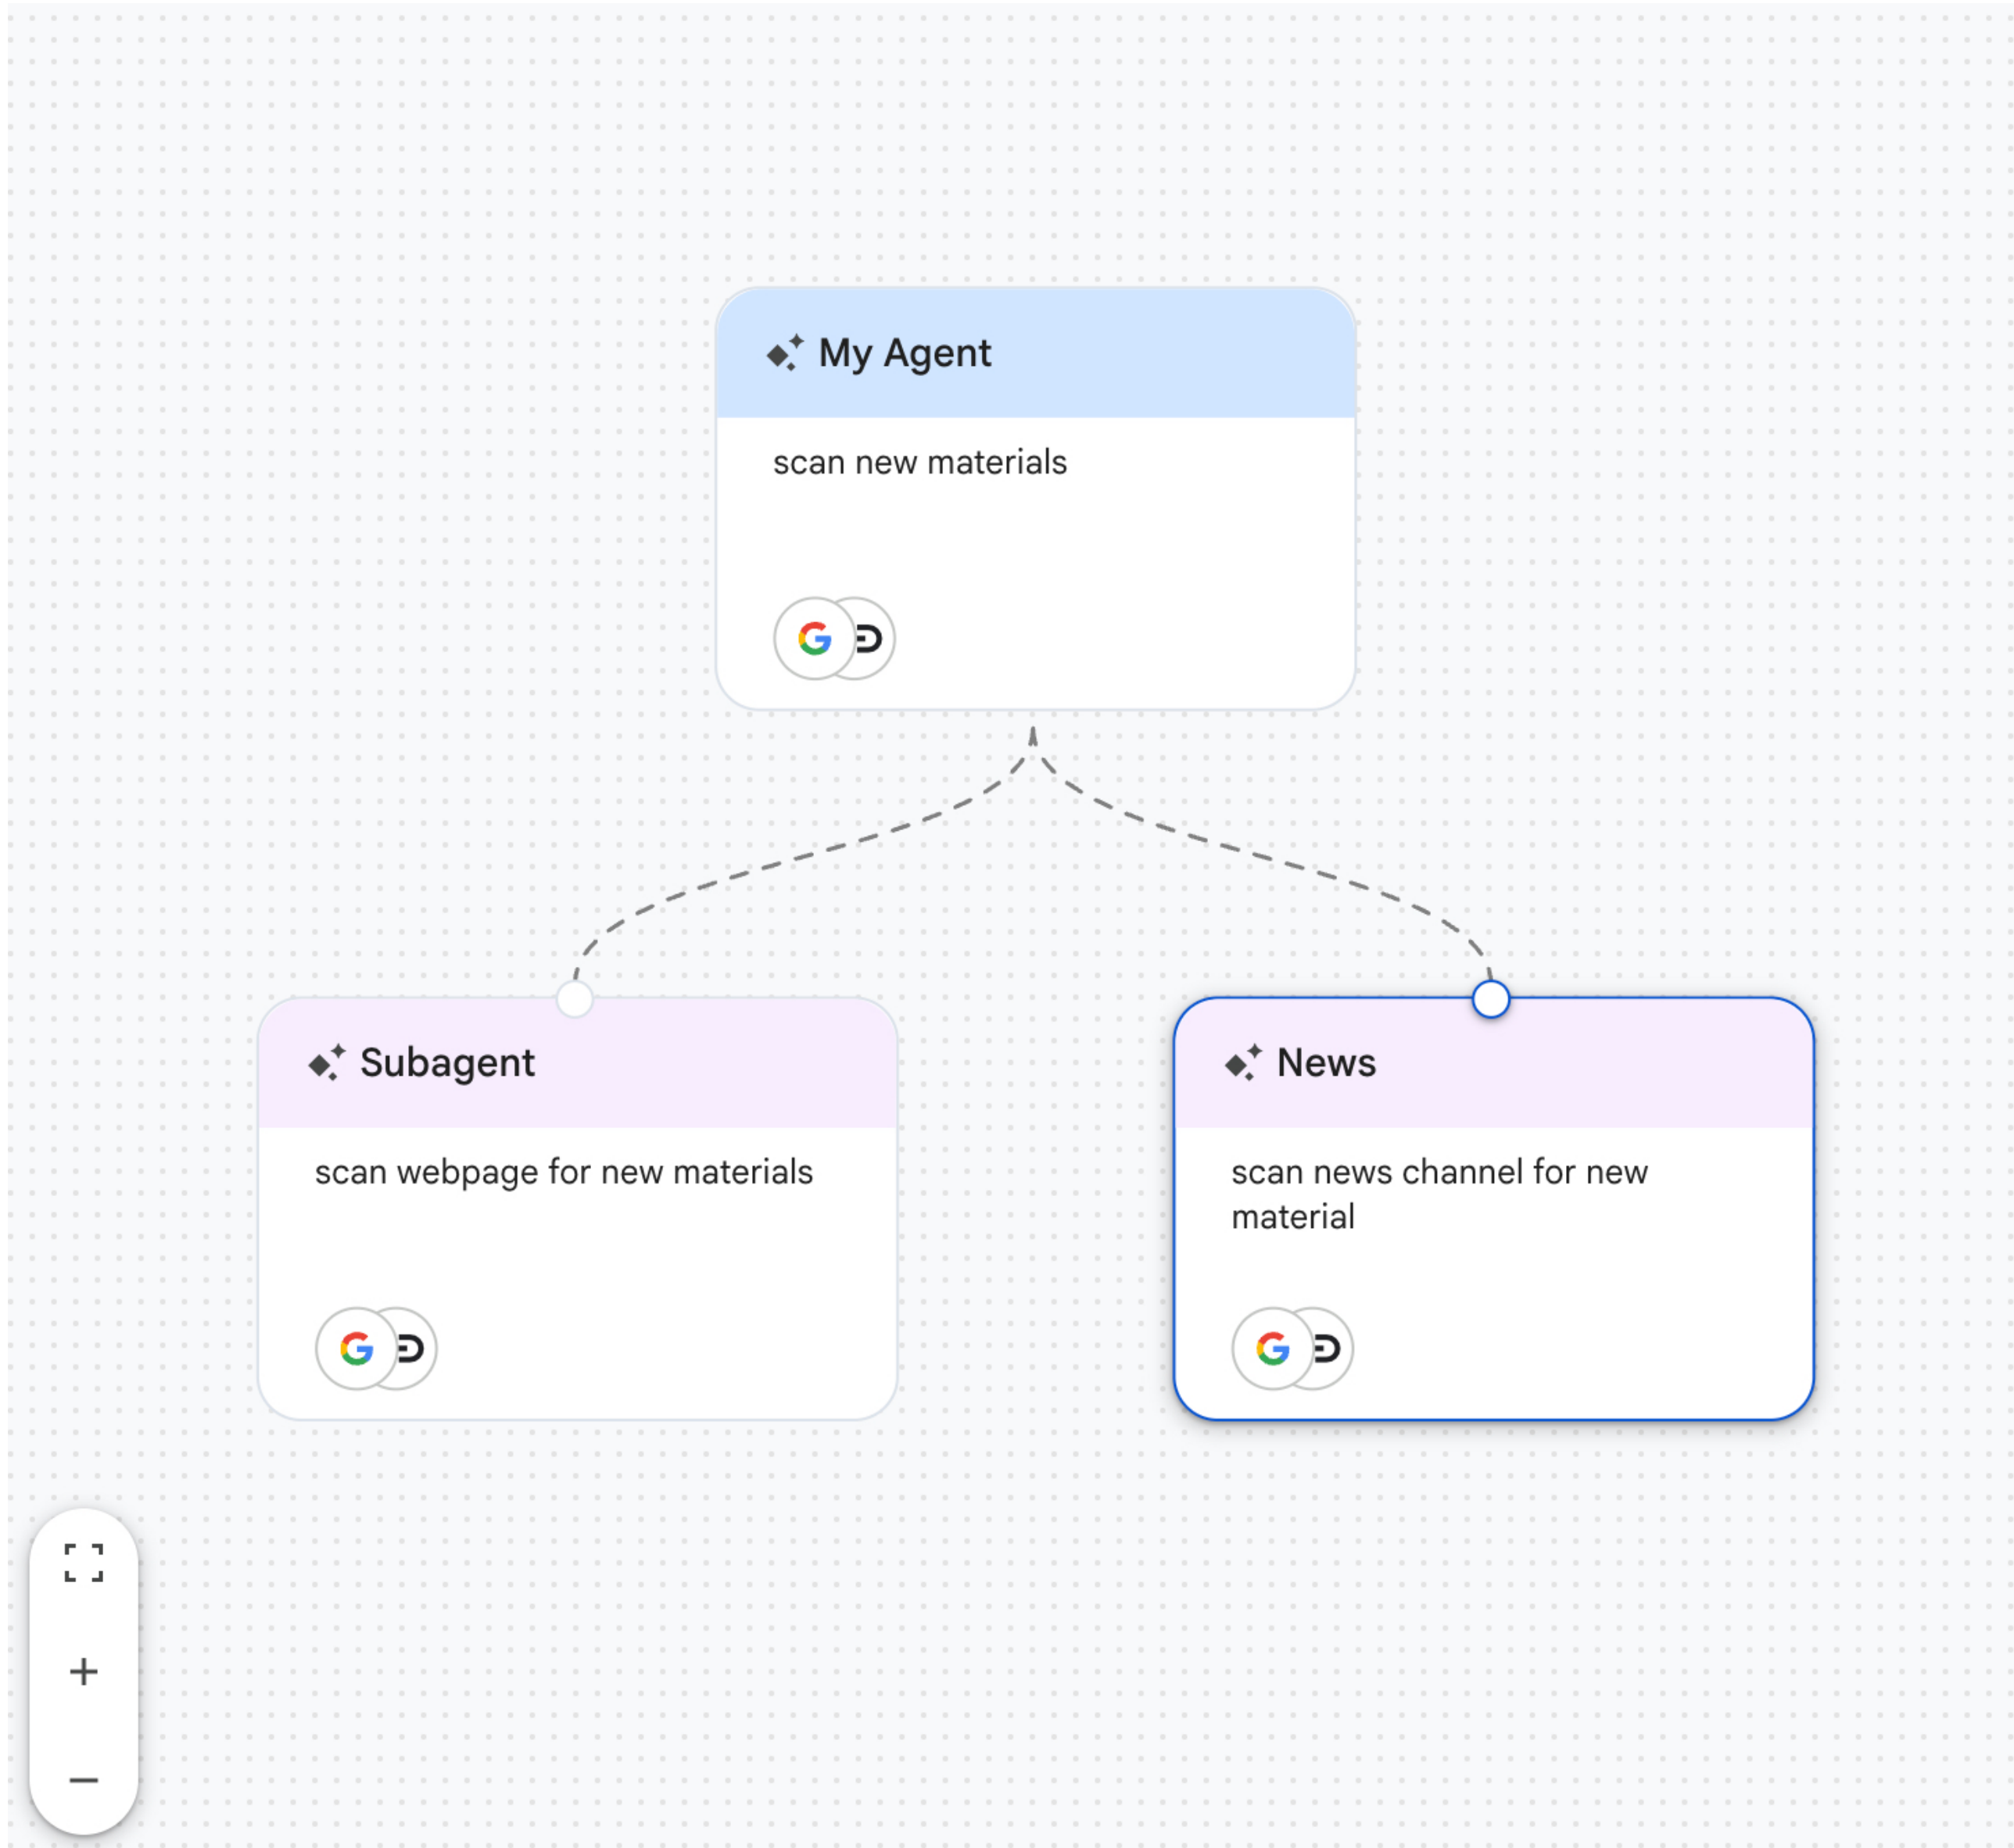 My Agent
scan new materials
Subagent
scan webpage for new materials
News
scan news channel for new
material